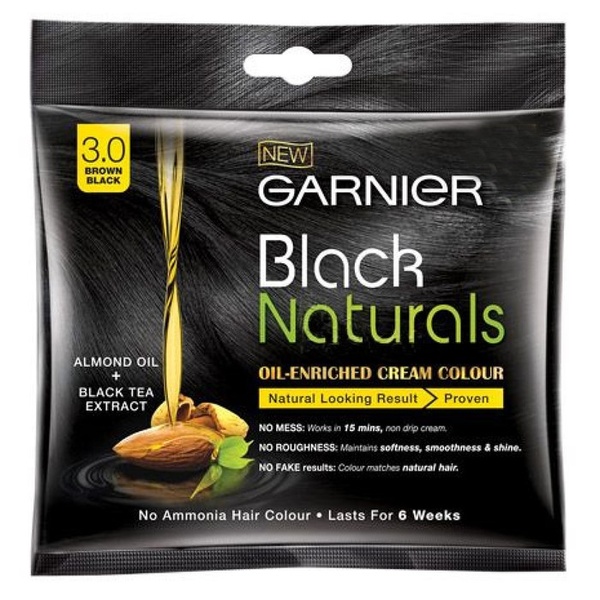 3.0
BROWN
BLACK
NEW
GARNIER
Black
Naturals
OIL-ENRICHED CREAM COLOUR
Natural Looking Result > Proven
ALMOND OIL
+
BLACK TEA
EXTRACT
NO MESS: Works in 15 mins, non drip cream.
NO ROUGHNESS: Maintains softness, smoothness & shine.
NO FAKE results: Colour matches natural hair.
No Ammonia Hair Colour • Lasts For 6 Weeks